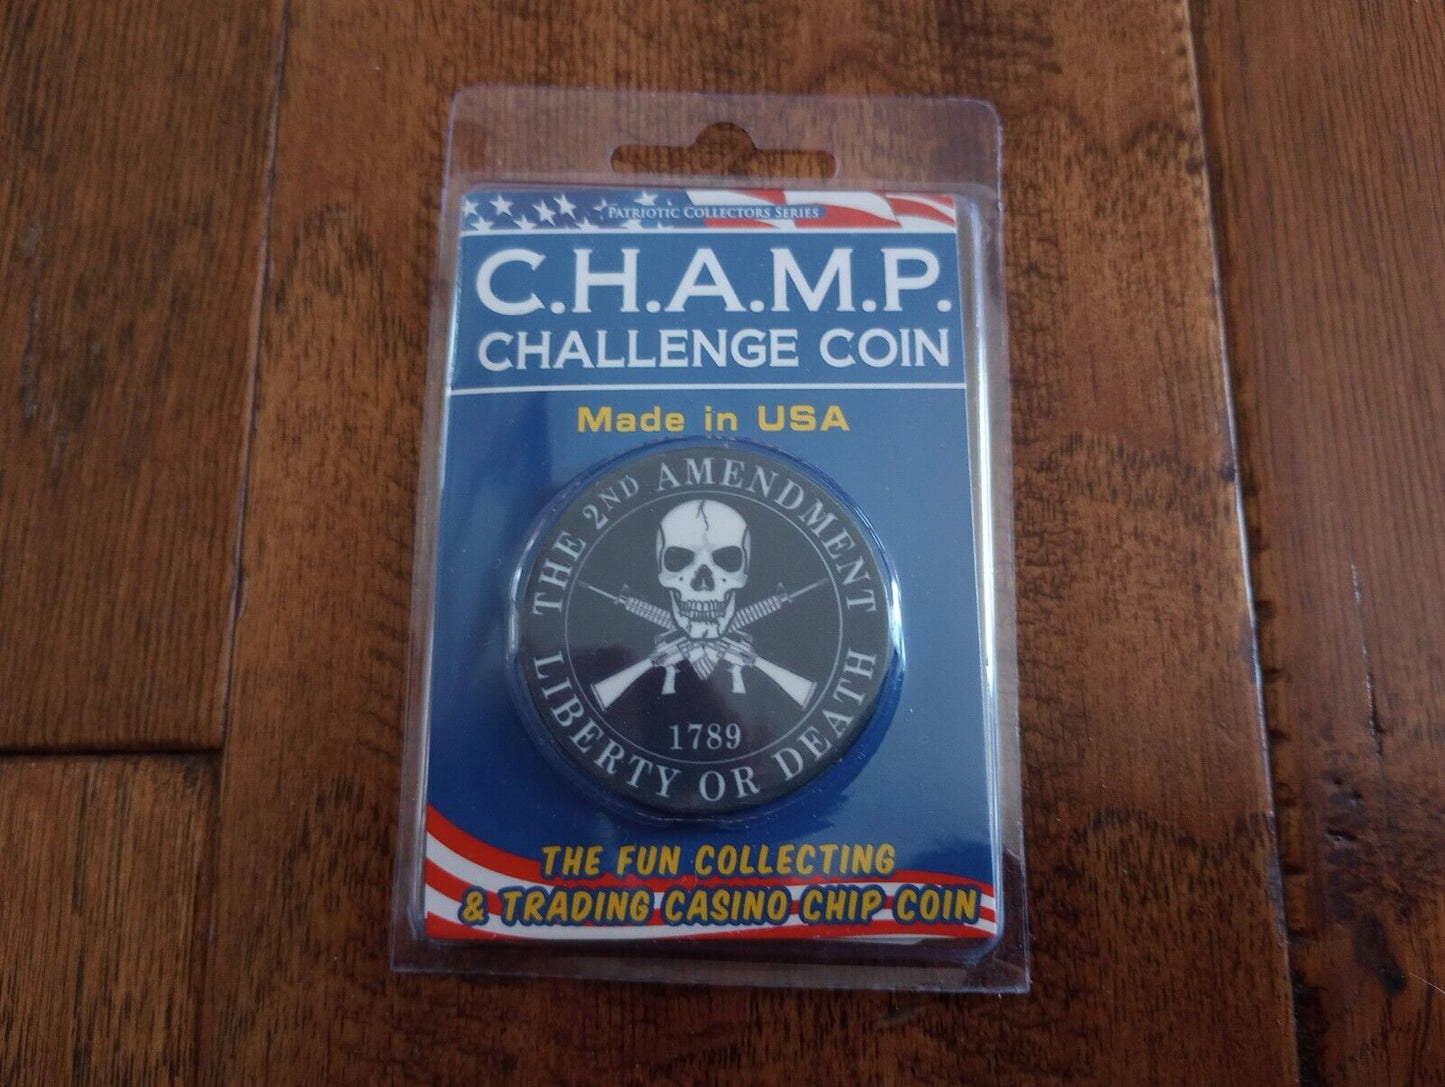 PATRIOTIC COLLECTORS SERIES
C.H.A.M.P.
CHALLENGE COIN
Made in USA
THE 2ND AMENDMENT
1789
LIBERTY OR DEATH
THE FUN COLLECTING
& TRADING CASINO CHIP COIN